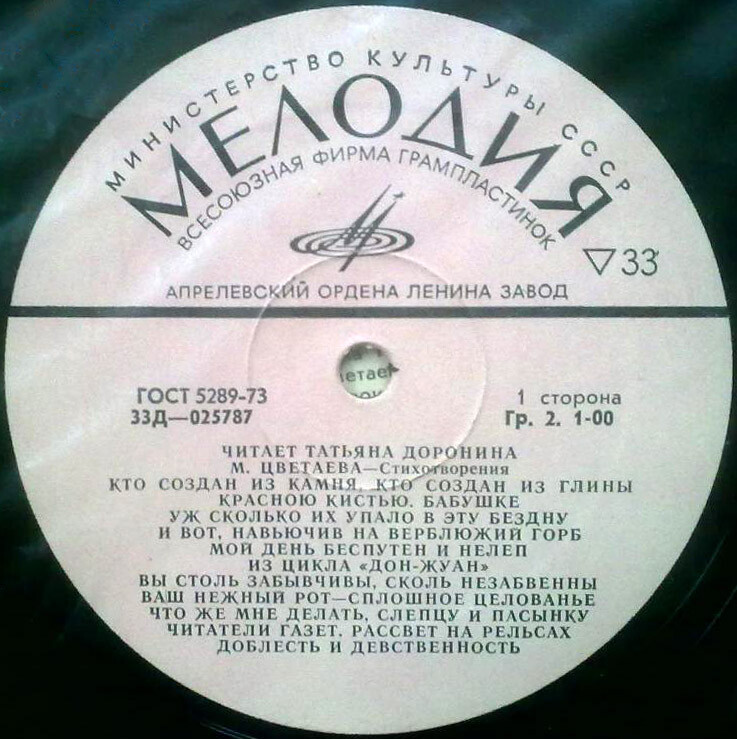 МИНИСТЕРСТВО КУЛЬТУРЫ СССР
МЕЛОДИЯ
ВСЕСОЮЗНАЯ ФИРМА ГРАМПЛАСТИНОК
33
АПРЕЛЕВСКИЙ ОРДЕНА ЛЕНИНА ЗАВОД
ГОСТ 5289-73
1 сторона
33Д—025787
Гр. 2. 1-00
ЧИТАЕТ ТАТЬЯНА ДОРОНИНА
М. ЦВЕТАЕВА—Стихотворения
КТО СОЗДАН ИЗ КАМНЯ, КТО СОЗДАН ИЗ ГЛИНЫ
КРАСНОЮ КИСТЬЮ. БАБУШКЕ
УЖ СКОЛЬКО ИХ УПАЛО В ЭТУ БЕЗДНУ
И ВОТ, НАВЬЮЧИВ НА ВЕРБЛЮЖИЙ ГОРБ
МОЙ ДЕНЬ БЕСПУТЕН И НЕЛЕП
ИЗ ЦИКЛА «ДОН-ЖУАН»
ВЫ СТОЛЬ ЗАБЫВЧИВЫ, СКОЛЬ НЕЗАБВЕННЫ
ВАШ НЕЖНЫЙ РОТ—СПЛОШНОЕ ЦЕЛОВАНЬЕ
ЧТО ЖЕ МНЕ ДЕЛАТЬ, СЛЕПЦУ И ПАСЫНКУ
ЧИТАТЕЛИ ГАЗЕТ. РАССВЕТ НА РЕЛЬСАХ
ДОБЛЕСТЬ И ДЕВСТВЕННОСТЬ